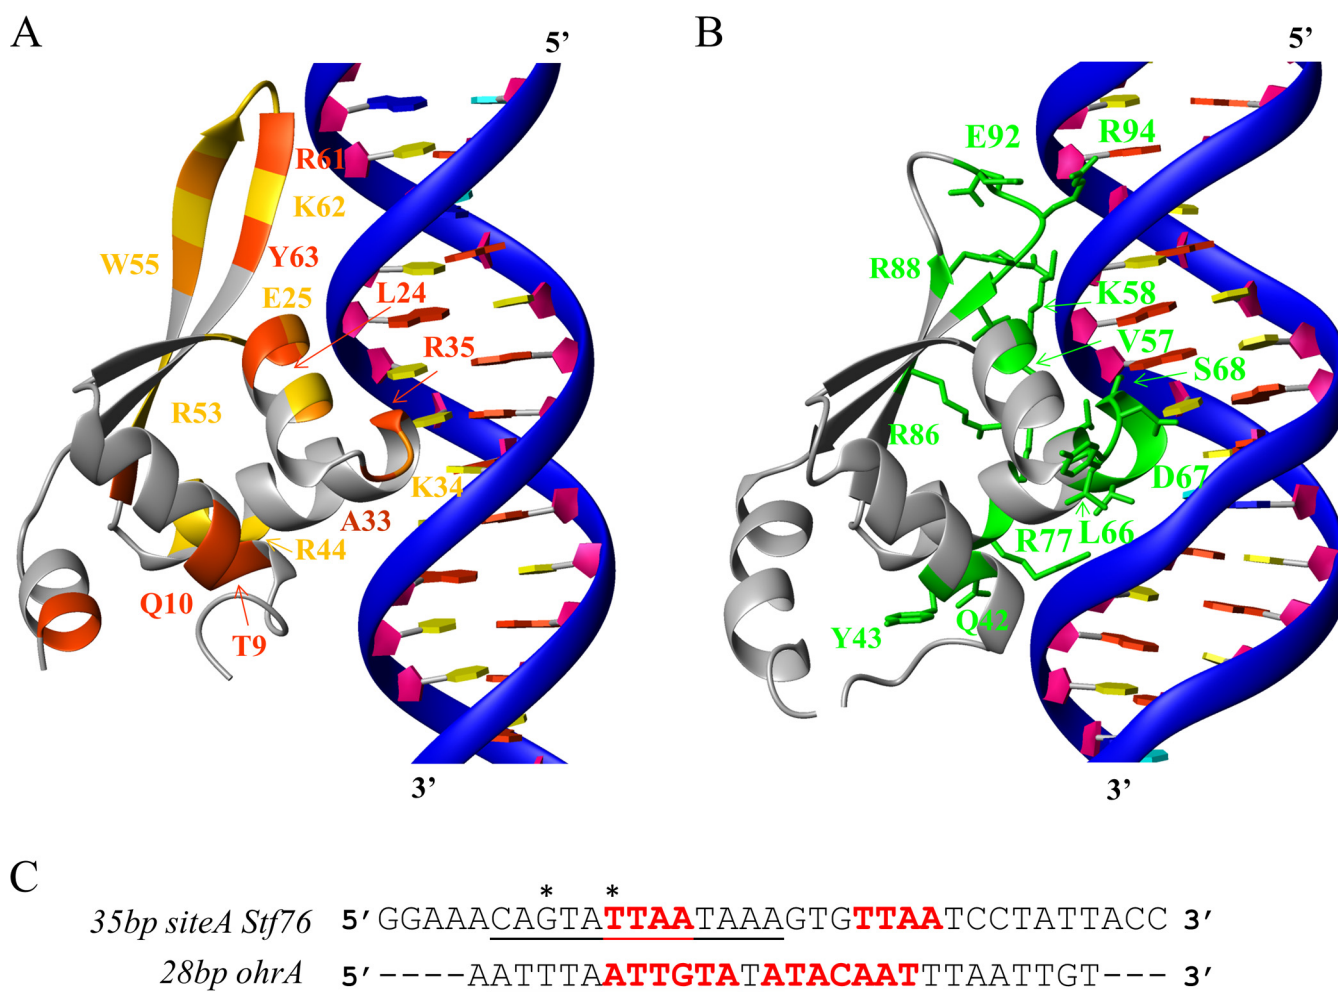 A
5’
R61
K62
W55
Y63
E25
L24
R35
R53
K34
A33
R44
Q10
T9
3’
B
5’
E92
R94
R88
K58
V57
S68
R86
D67
L66
R77
Q42
Y43
3’
C
* *
35bp siteA Stf76 5’GGAAACAGTATTAATAAAGTGTTAATCCTATTACC 3’
28bp ohrA 5’----AATTTAATTGTATATACAATTTAATTGT--- 3’